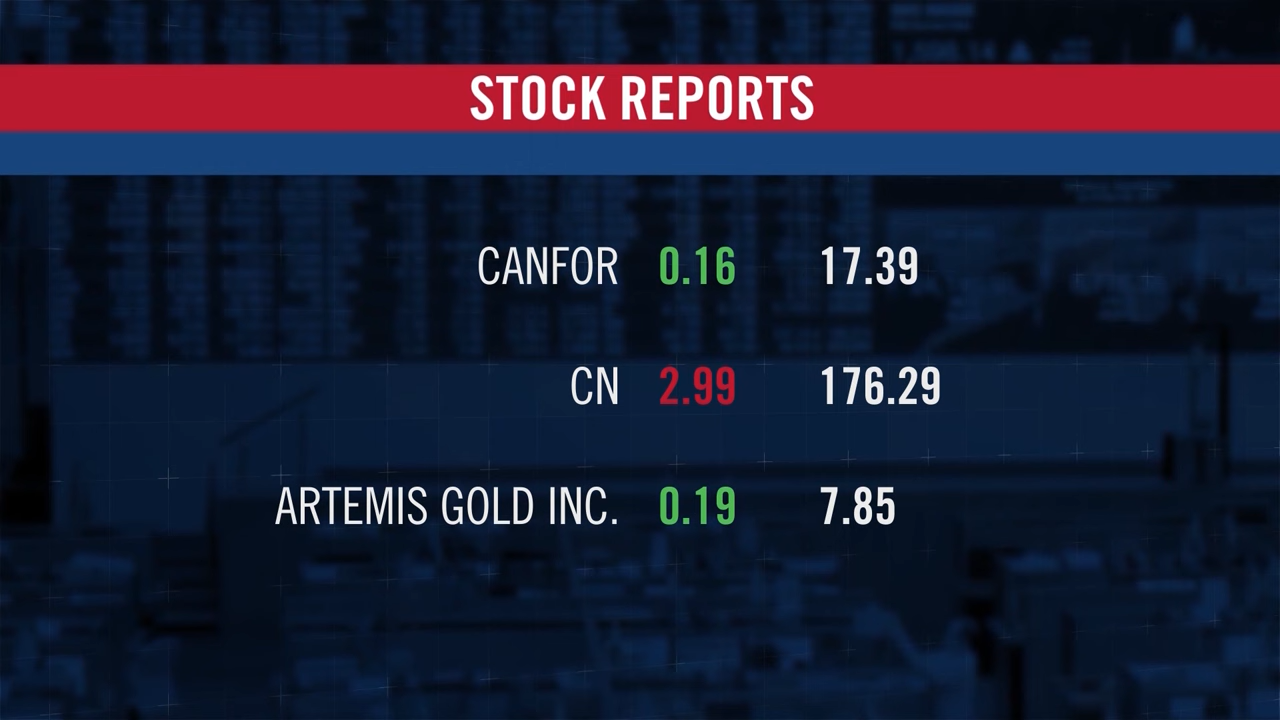 STOCK REPORTS
CANFOR 0.16 17.39
CN 2.99 176.29
ARTEMIS GOLD INC. 0.19 7.85